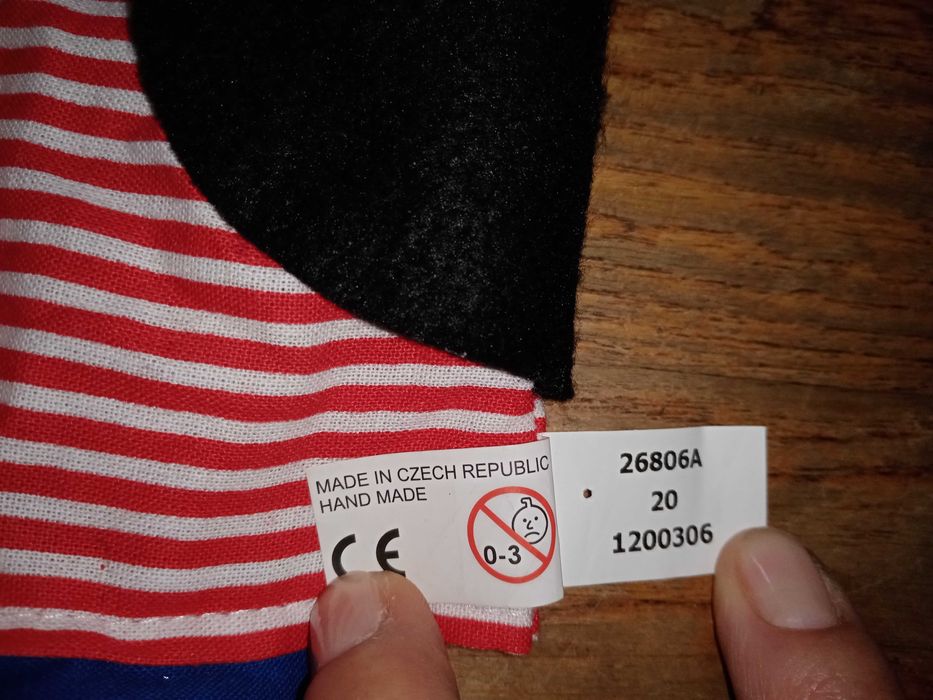 MADE IN CZECH REPUBLIC
HAND MADE
CE
0-3
26806A
20
1200306